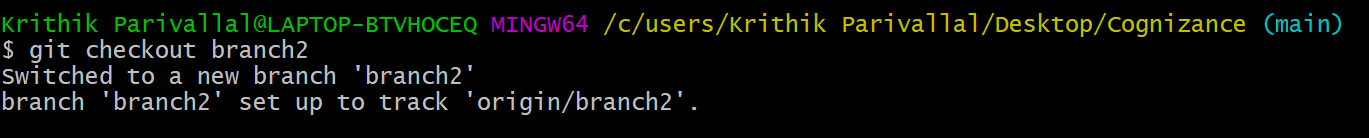 Krithik Parivallal@LAPTOP-BTVHOCEQ MINGW64 /c/users/Krithik Parivallal/Desktop/Cognizance (main)
$ git checkout branch2
Switched to a new branch 'branch2'
branch 'branch2' set up to track 'origin/branch2'.